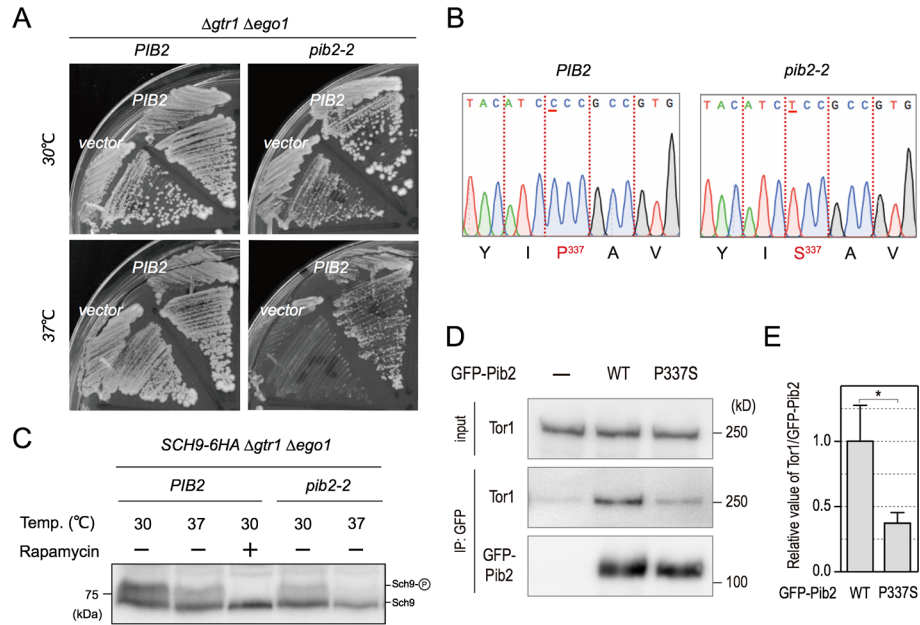 A
Δgtr1 Δego1
PIB2
pib2-2
30℃
PIB2
vector
PIB2
vector
37℃
PIB2
vector
PIB2
vector
B
PIB2
pib2-2
T A C A T C C C C G C C G T G
T A C A T C T C C G C C G T G
Y I P337 A V
Y I S337 A V
C
SCH9-6HA Δgtr1 Δego1
PIB2
pib2-2
Temp. (℃) 30 37 30 30 37
Rapamycin − − + − −
75
(kDa)
Sch9-Ⓟ
Sch9
D
GFP-Pib2 — WT P337S
(kD)
input
Tor1
250
IP: GFP
Tor1
250
GFP-
Pib2
100
E
Relative value of Tor1/GFP-Pib2
*
1.0
0.5
0.0
GFP-Pib2 WT P337S